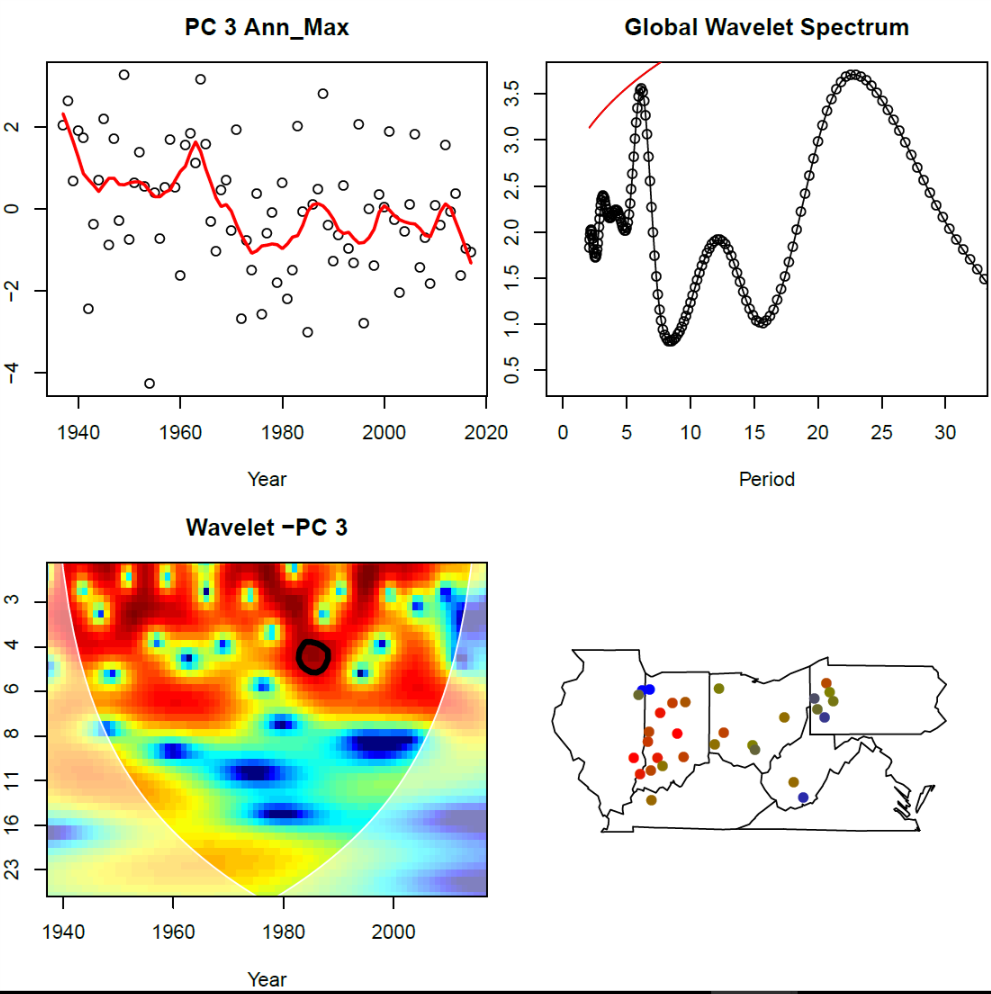 PC 3 Ann_Max
2
0
−2
−4
1940 1960 1980 2000 2020
Year
Global Wavelet Spectrum
3.5
3.0
2.5
2.0
1.5
1.0
0.5
0 5 10 15 20 25 30
Period
Wavelet −PC 3
3
4
6
8
11
16
23
1940 1960 1980 2000
Year